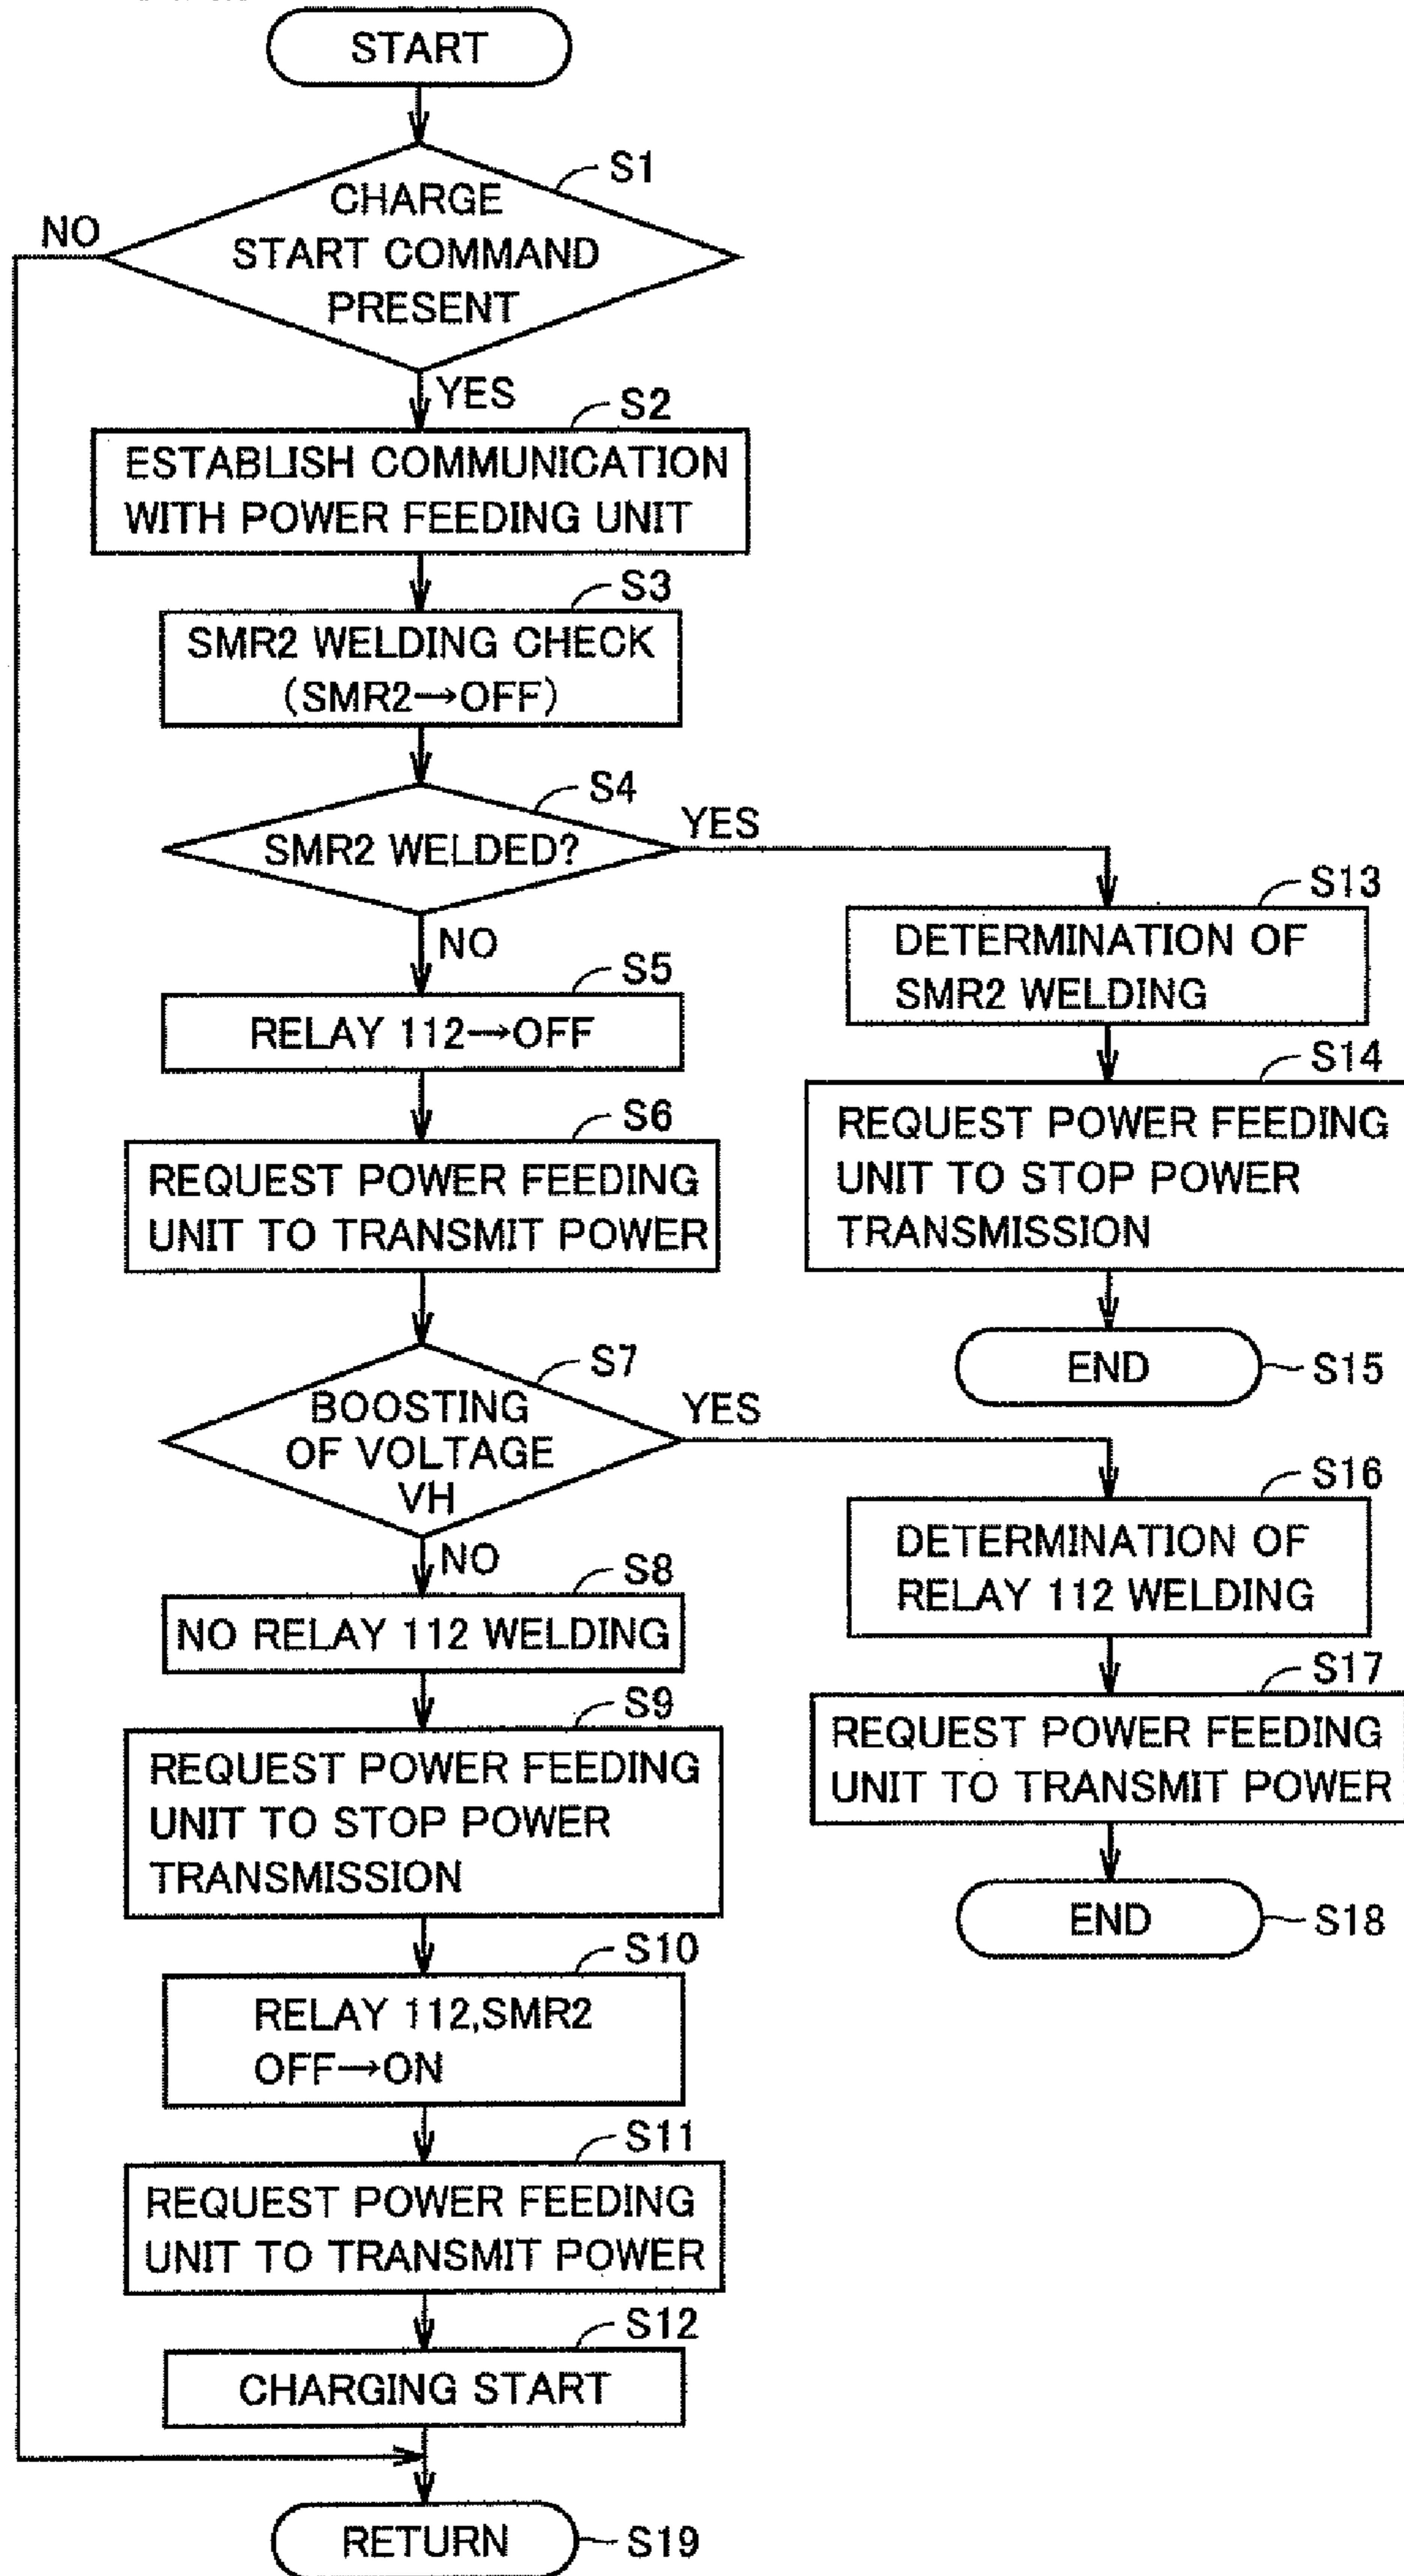 START
S1
CHARGE
START COMMAND
PRESENT
NO
YES
S2
ESTABLISH COMMUNICATION
WITH POWER FEEDING UNIT
S3
SMR2 WELDING CHECK
(SMR2→OFF)
S4
SMR2 WELDED?
YES
NO
S5
RELAY 112→OFF
S6
REQUEST POWER FEEDING
UNIT TO TRANSMIT POWER
S7
BOOSTING
OF VOLTAGE
VH
YES
NO
S8
NO RELAY 112 WELDING
S9
REQUEST POWER FEEDING
UNIT TO STOP POWER
TRANSMISSION
S10
RELAY 112,SMR2
OFF→ON
S11
REQUEST POWER FEEDING
UNIT TO TRANSMIT POWER
S12
CHARGING START
RETURN
S19
S13
DETERMINATION OF
SMR2 WELDING
S14
REQUEST POWER FEEDING
UNIT TO STOP POWER
TRANSMISSION
END
S15
S16
DETERMINATION OF
RELAY 112 WELDING
S17
REQUEST POWER FEEDING
UNIT TO TRANSMIT POWER
END
S18